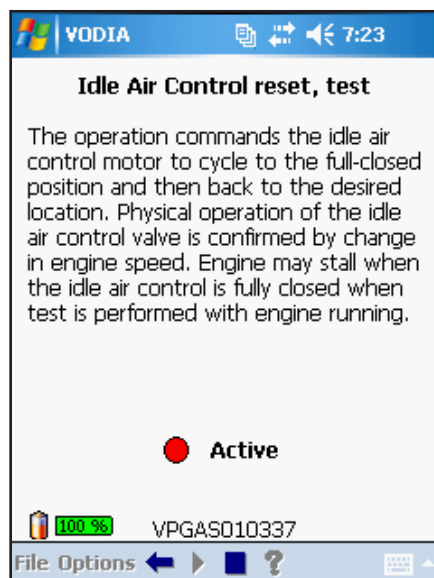 VODIA 7:23
Idle Air Control reset, test
The operation commands the idle air
control motor to cycle to the full-closed
position and then back to the desired
location. Physical operation of the idle
air control valve is confirmed by change
in engine speed. Engine may stall when
the idle air control is fully closed when
test is performed with engine running.
Active
100 % VPGAS010337
File Options ?